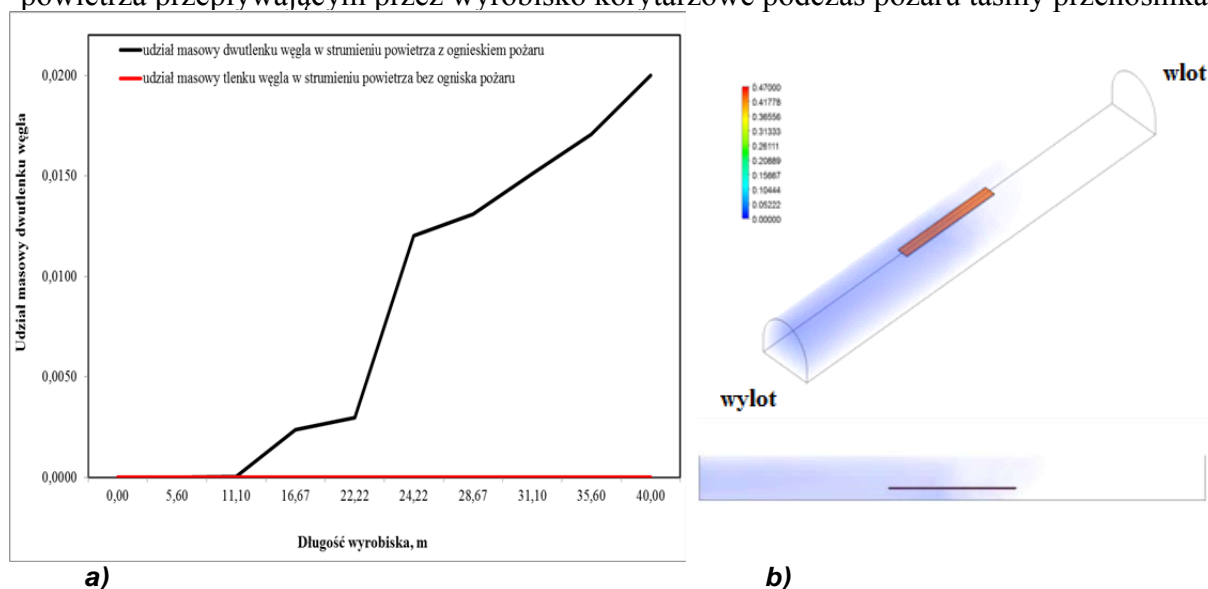 powietrza przepływającym przez wyrobisko korytarzowe podczas pożaru taśmy przenośnika
udział masowy dwutlenku węgla w strumieniu powietrza z ognieskiem pożaru
udział masowy tlenku węgla w strumieniu powietrza bez ogniska pożaru
Udział masowy dwutlenku węgla
0,0200
0,0150
0,0100
0,0050
0,0000
0,00 5,60 11,10 16,67 22,22 24,22 28,67 31,10 35,60 40,00
Długość wyrobiska, m
a)
0.47000
0.41778
0.36556
0.31333
0.26111
0.20889
0.15667
0.10444
0.05222
0.00000
wlot
wylot
b)